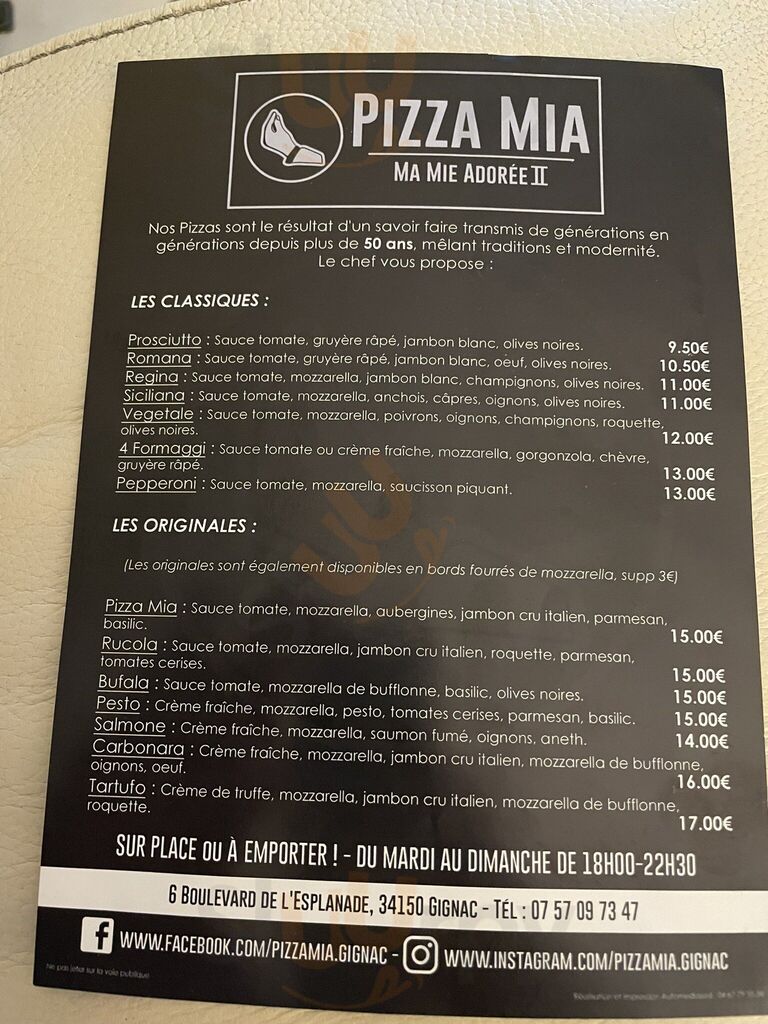 PIZZA MIA
MA MIE ADORÉE II
Nos Pizzas sont le résultat d'un savoir faire transmis de générations en
générations depuis plus de 50 ans, mêlant traditions et modernité.
Le chef vous propose :
LES CLASSIQUES :
Prosciutto : Sauce tomate, gruyère râpé, jambon blanc, olives noires. 9.50€
Romana : Sauce tomate, gruyère râpé, jambon blanc, oeuf, olives noires. 10.50€
Regina : Sauce tomate, mozzarella, jambon blanc, champignons, olives noires. 11.00€
Siciliana : Sauce tomate, mozzarella, anchois, câpres, oignons, olives noires. 11.00€
Vegetale : Sauce tomate, mozzarella, poivrons, oignons, champignons, roquette,
olives noires. 12.00€
4 Formaggi : Sauce tomate ou crème fraîche, mozzarella, gorgonzola, chèvre,
gruyère râpé. 13.00€
Pepperoni : Sauce tomate, mozzarella, saucisson piquant. 13.00€
LES ORIGINALES :
(Les originales sont également disponibles en bords fourrés de mozzarella, supp 3€)
Pizza Mia : Sauce tomate, mozzarella, aubergines, jambon cru italien, parmesan,
basilic. 15.00€
Rucola : Sauce tomate, mozzarella, jambon cru italien, roquette, parmesan,
tomates cerises. 15.00€
Bufala : Sauce tomate, mozzarella de bufflonne, basilic, olives noires. 15.00€
Pesto : Crème fraîche, mozzarella, pesto, tomates cerises, parmesan, basilic. 15.00€
Salmone : Crème fraîche, mozzarella, saumon fumé, oignons, aneth. 14.00€
Carbonara : Crème fraîche, mozzarella, jambon cru italien, mozzarella de bufflonne,
oignons, oeuf. 16.00€
Tartufo : Crème de truffe, mozzarella, jambon cru italien, mozzarella de bufflonne,
roquette. 17.00€
SUR PLACE OU À EMPORTER ! - DU MARDI AU DIMANCHE DE 18H00-22H30
6 BOULEVARD DE L'ESPLANADE, 34150 GIGNAC - TÉL : 07 57 09 73 47
WWW.FACEBOOK.COM/PIZZAMIA.GIGNAC - WWW.INSTAGRAM.COM/PIZZAMIA.GIGNAC
Ne pas jeter sur la voie publique